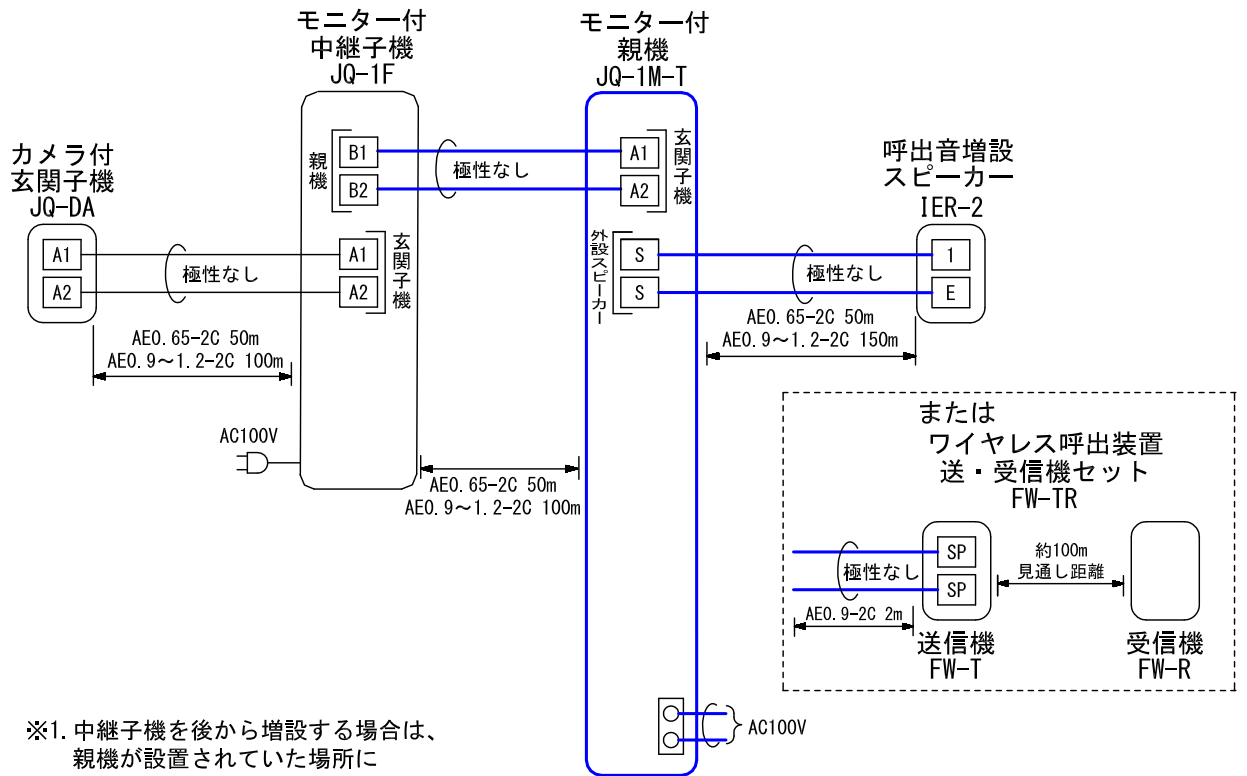 モニター付
中継子機
JQ-1F
モニター付
親機
JQ-1M-T
カメラ付
玄関子機
JQ-DA
呼出音増設
スピーカー
IER-2
親機
B1
B2
極性なし
A1
A2
玄関子機
A1
A2
極性なし
A1
A2
玄関子機
外設スピーカー
S
S
極性なし
1
E
AE0.65-2C 50m
AE0.9～1.2-2C 100m
AE0.65-2C 50m
AE0.9～1.2-2C 150m
AC100V
AE0.65-2C 50m
AE0.9～1.2-2C 100m
または
ワイヤレス呼出装置
送・受信機セット
FW-TR
極性なし
SP
SP
約100m
見通し距離
AE0.9-2C 2m
送信機
FW-T
受信機
FW-R
AC100V
※1. 中継子機を後から増設する場合は、
親機が設置されていた場所に